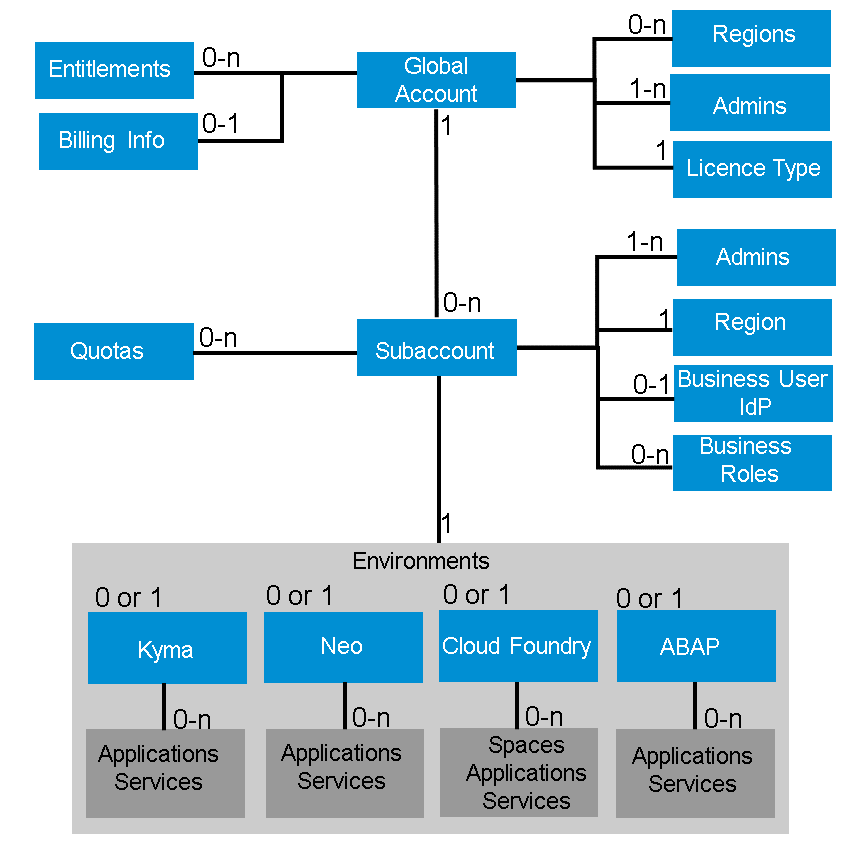 0-n
Regions
Entitlements
0-n
Global
Account
1-n
Admins
Billing Info
0-1
1
1
Licence Type
1-n
Admins
0-n
Quotas
0-n
Subaccount
1
Region
0-1
Business User
IdP
0-n
Business
Roles
1
Environments
0 or 1
0 or 1
0 or 1
0 or 1
Kyma
Neo
Cloud Foundry
ABAP
0-n
0-n
0-n
0-n
Applications
Services
Applications
Services
Spaces
Applications
Services
Applications
Services